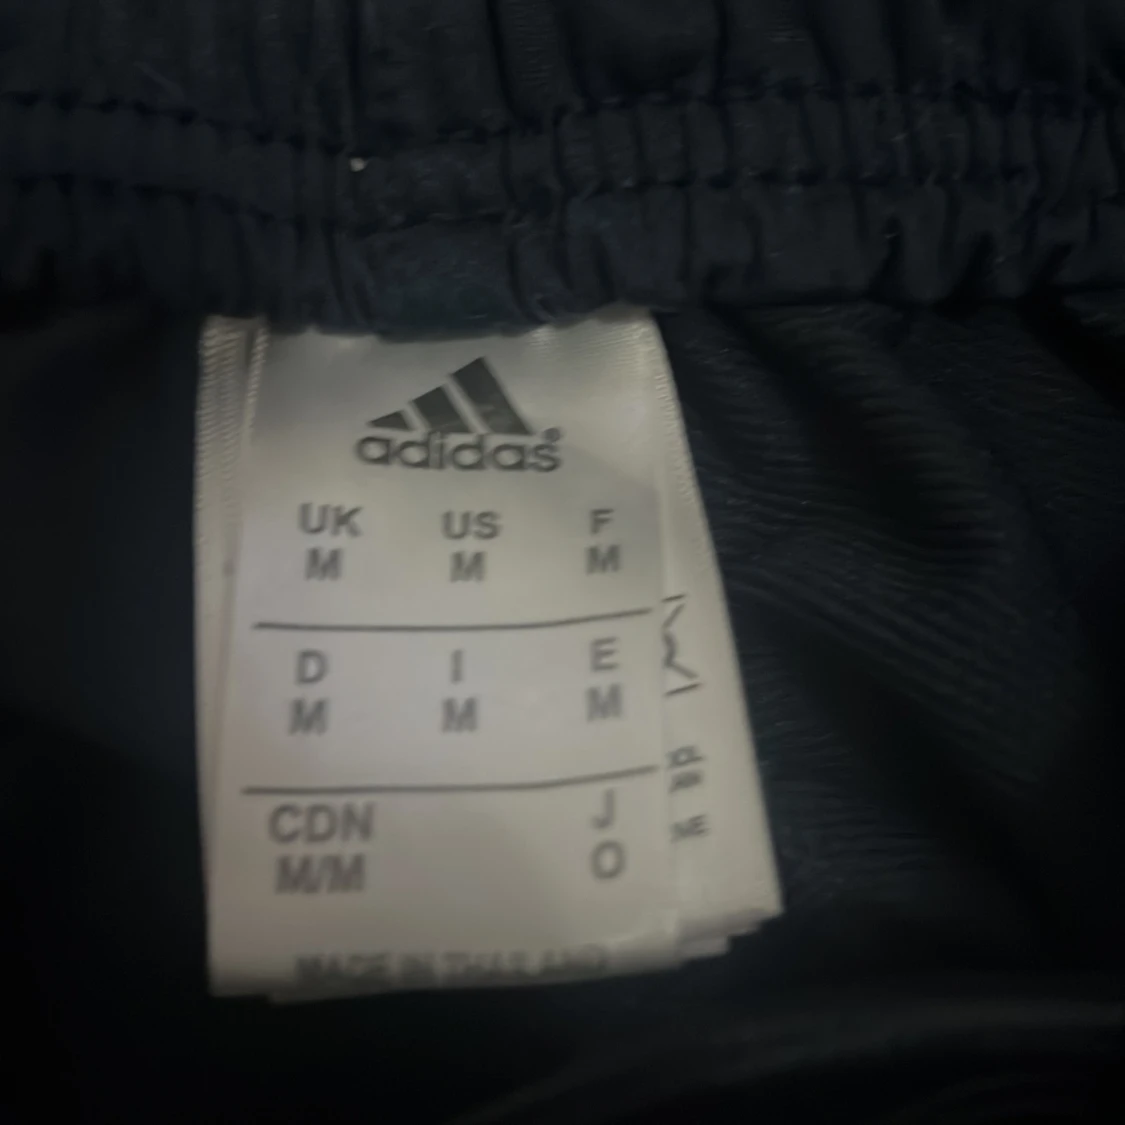 adidas®
UK US F
M M M
D I E
M M M
CDN J
M/M O
MADE IN THAILAND